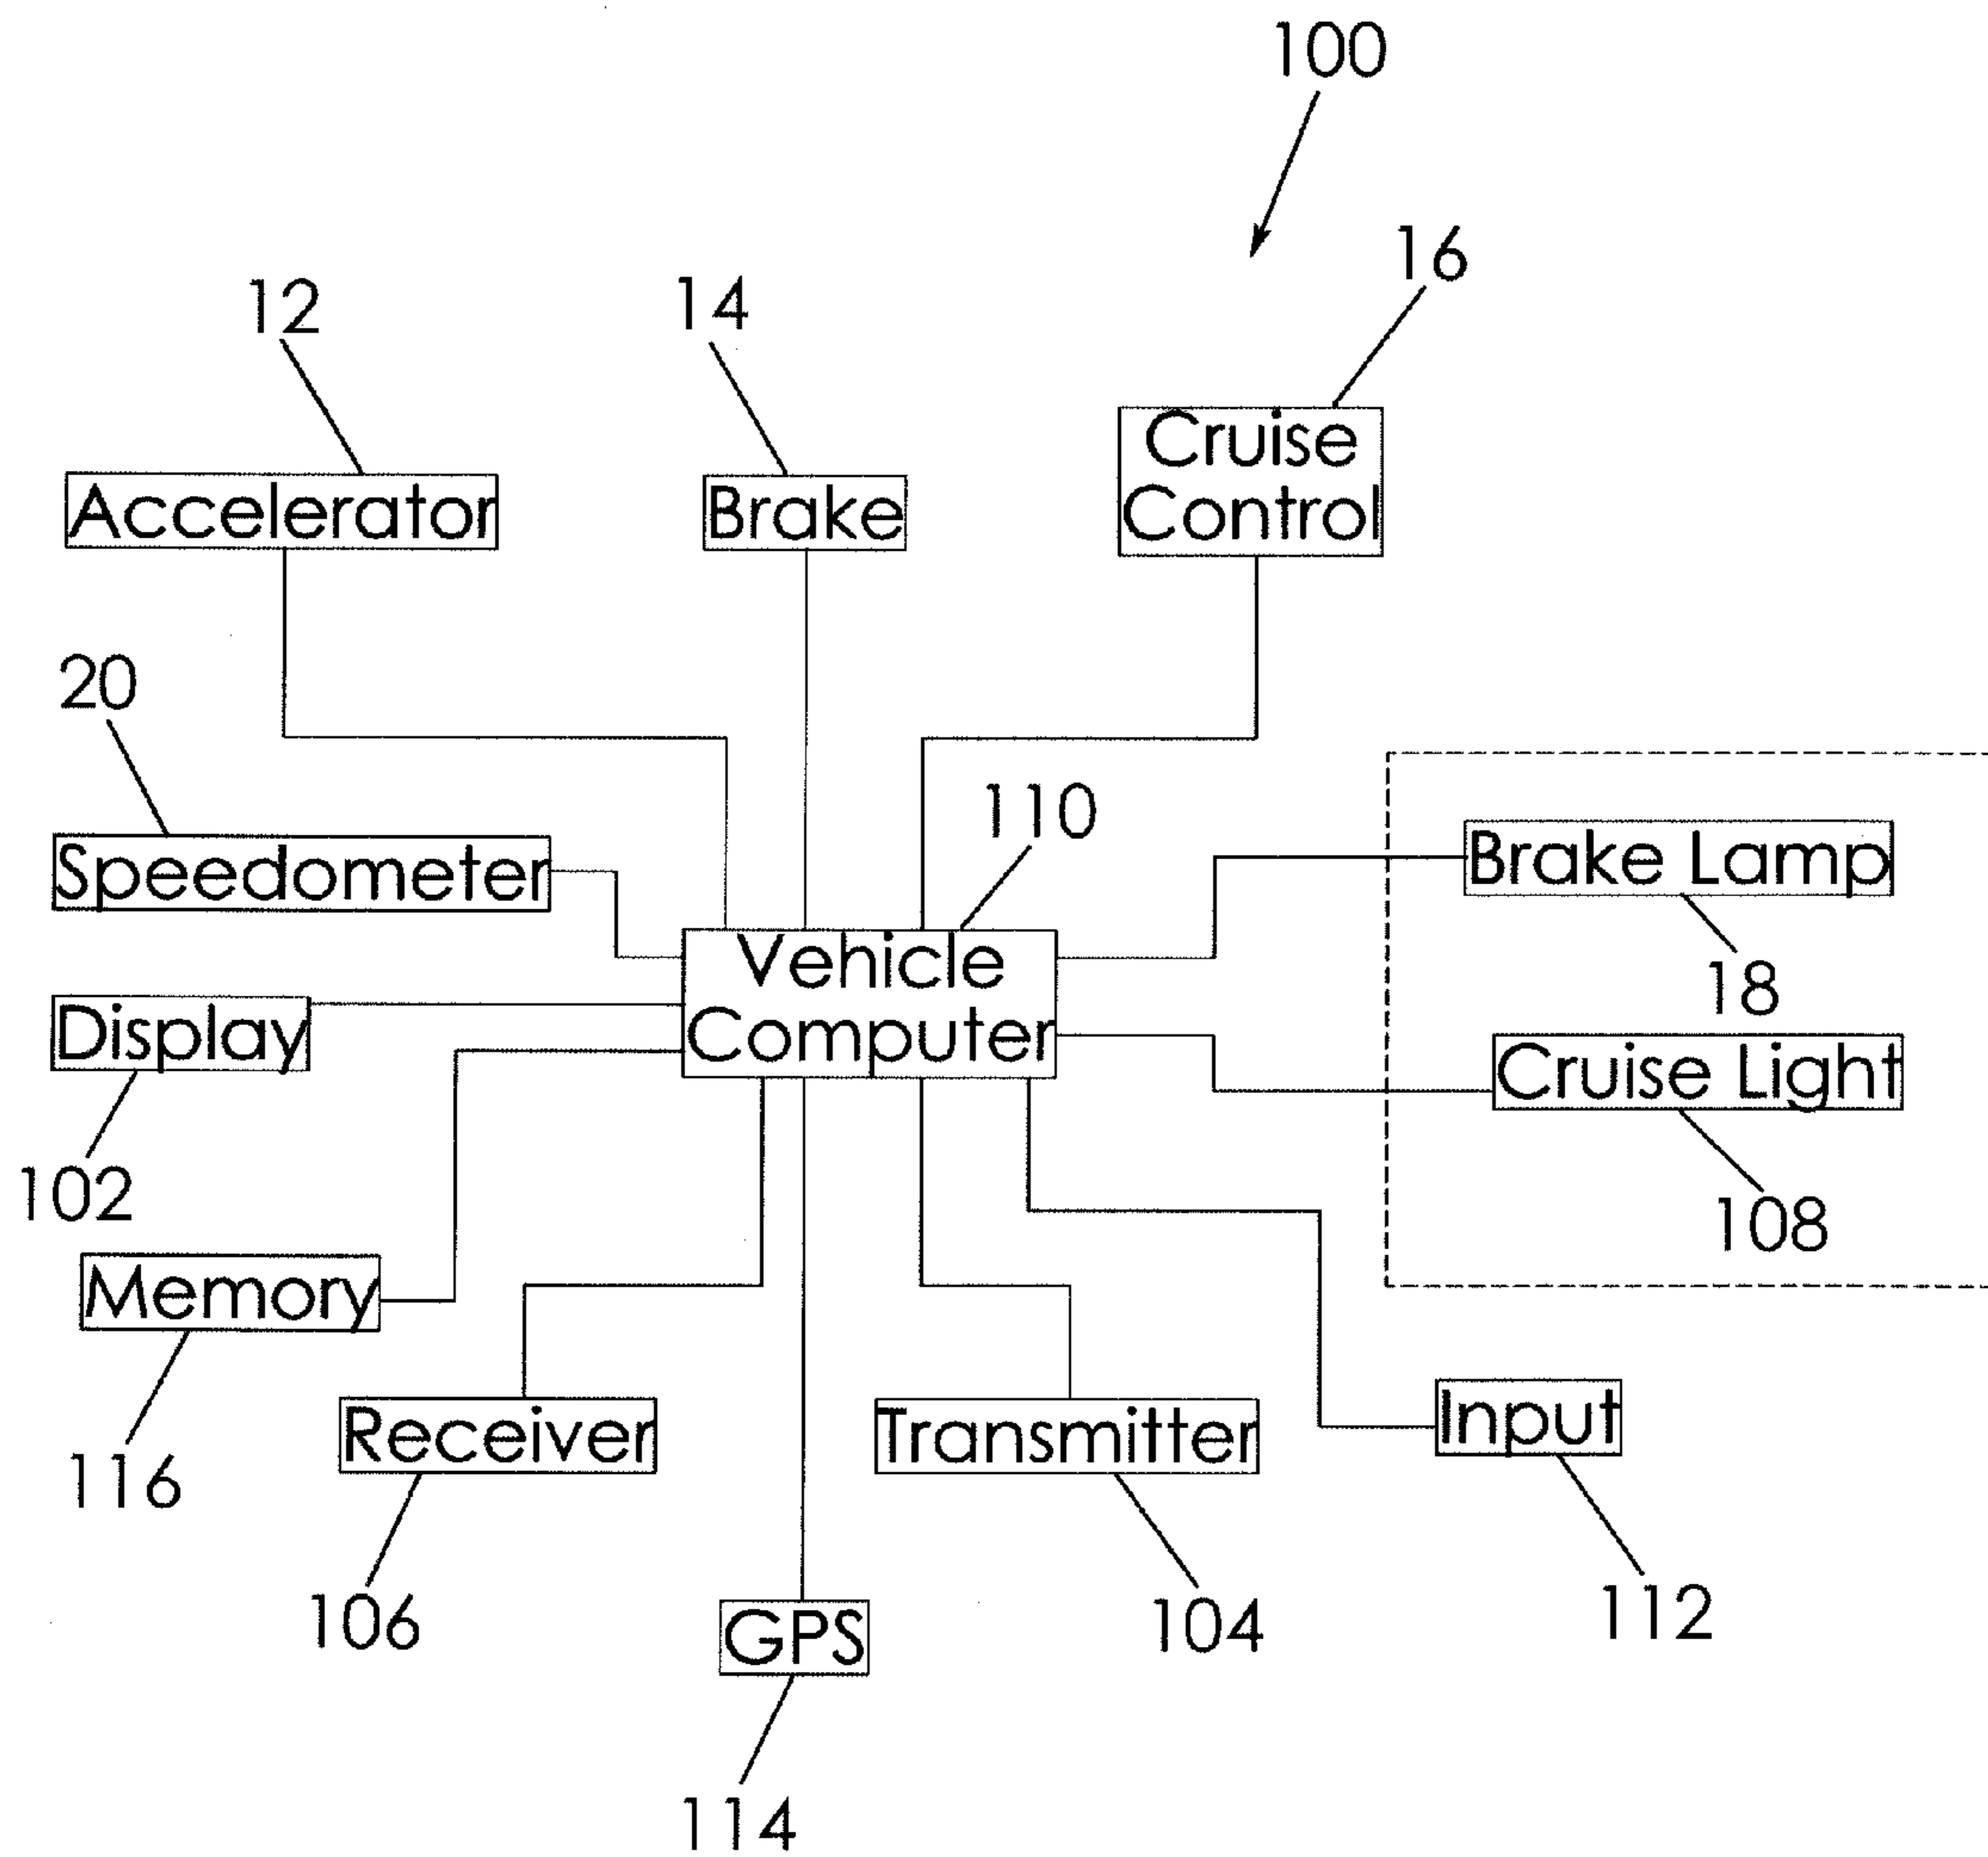 100
16
12
14
Cruise
Control
Accelerator
Brake
20
110
Speedometer
Brake Lamp
Vehicle
Computer
18
Display
Cruise Light
102
108
Memory
Receiver
Transmitter
Input
116
106
GPS
104
112
114